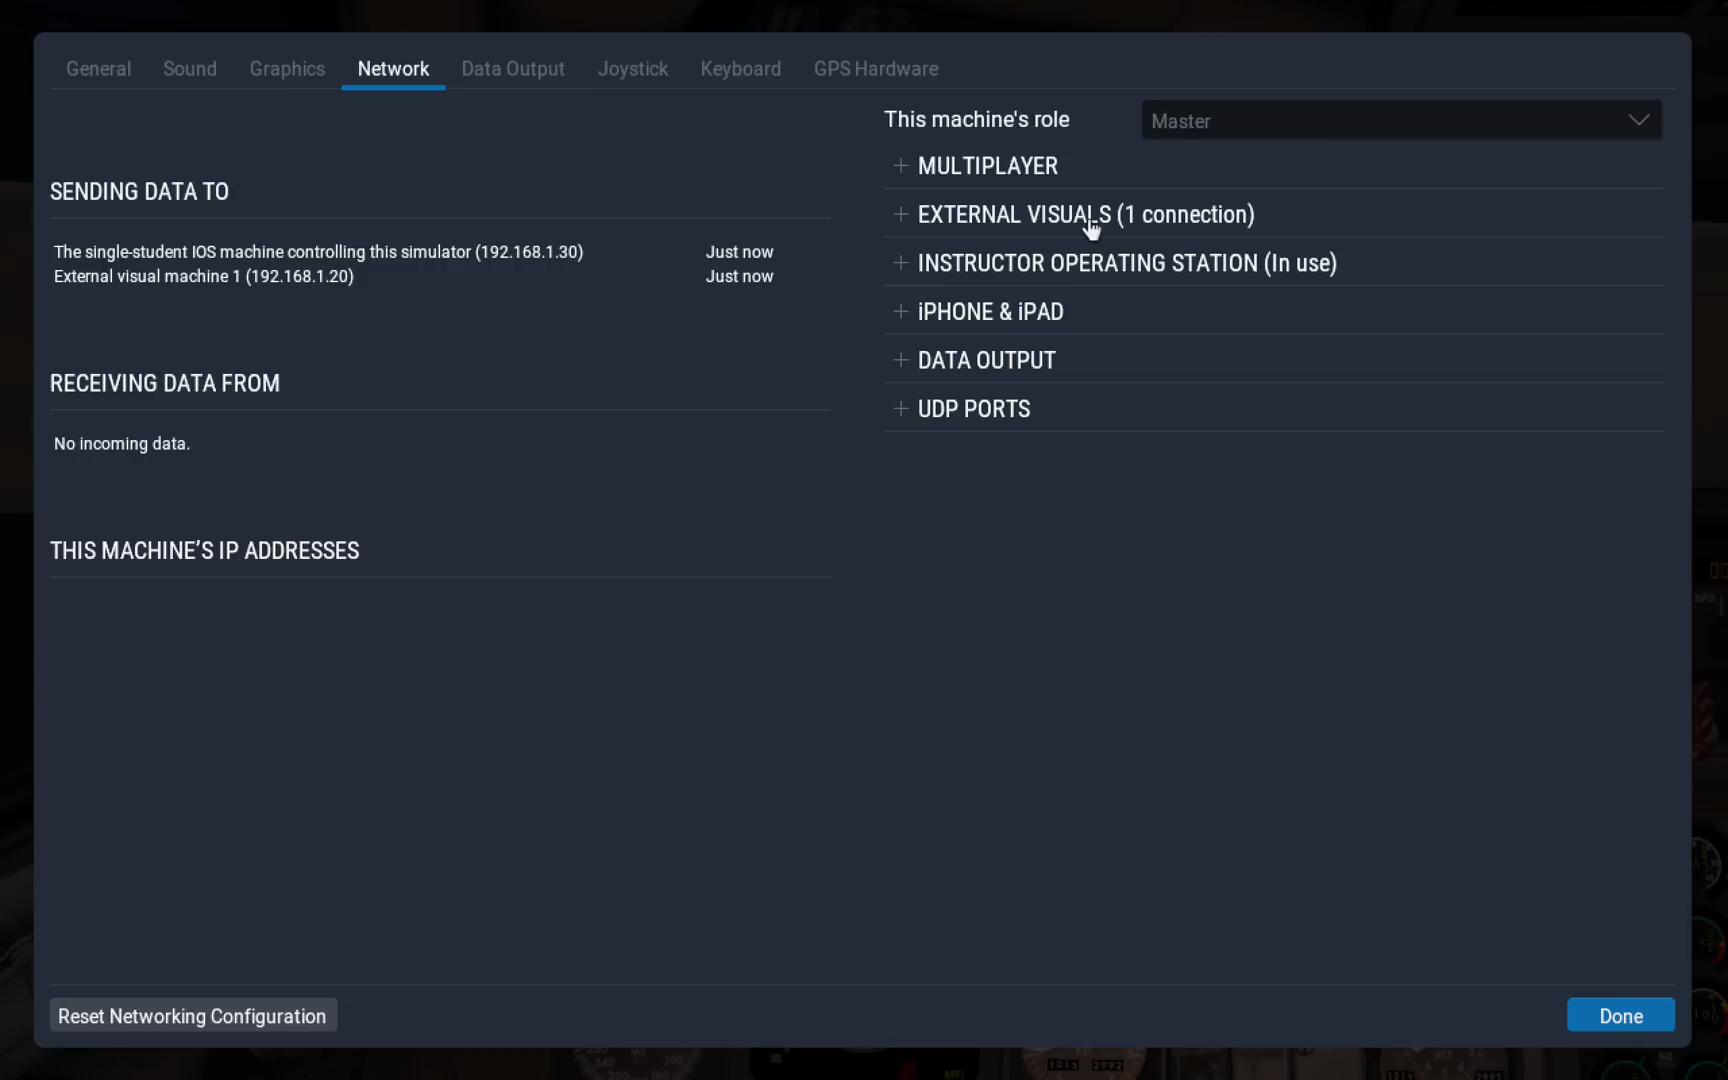 General Sound Graphics Network Data Output Joystick Keyboard GPS Hardware
This machine's role Master
SENDING DATA TO
The single-student IOS machine controlling this simulator (192.168.1.30) Just now
External visual machine 1 (192.168.1.20) Just now
RECEIVING DATA FROM
No incoming data.
THIS MACHINE'S IP ADDRESSES
MULTIPLAYER
EXTERNAL VISUALS (1 connection)
INSTRUCTOR OPERATING STATION (In use)
iPHONE & iPAD
DATA OUTPUT
UDP PORTS
Reset Networking Configuration
Done